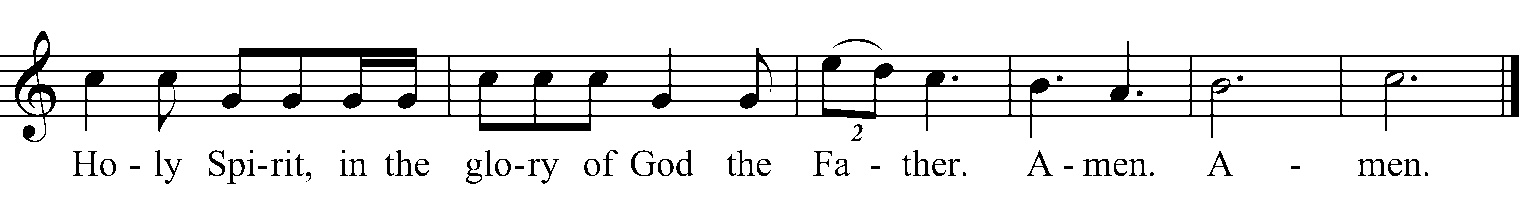 2
Ho - ly Spi-rit, in the glo-ry of God the Fa - ther. A - men. A - men.